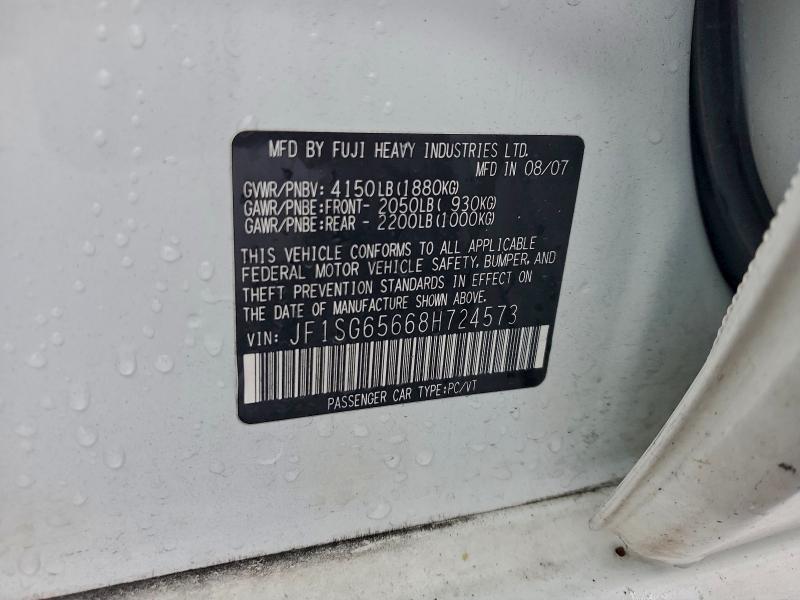 MFD BY FUJI HEAVY INDUSTRIES LTD.
MFD IN 08/07
GVWR/PNBV: 4150LB(1880KG)
GAWR/PNBE:FRONT- 2050LB( 930KG)
GAWR/PNBE:REAR - 2200LB(1000KG)
THIS VEHICLE CONFORMS TO ALL APPLICABLE
FEDERAL MOTOR VEHICLE SAFETY, BUMPER, AND
THEFT PREVENTION STANDARDS IN EFFECT ON
THE DATE OF MANUFACTURE SHOWN ABOVE.
VIN: JF1SG65668H724573
PASSENGER CAR TYPE:PC/VT